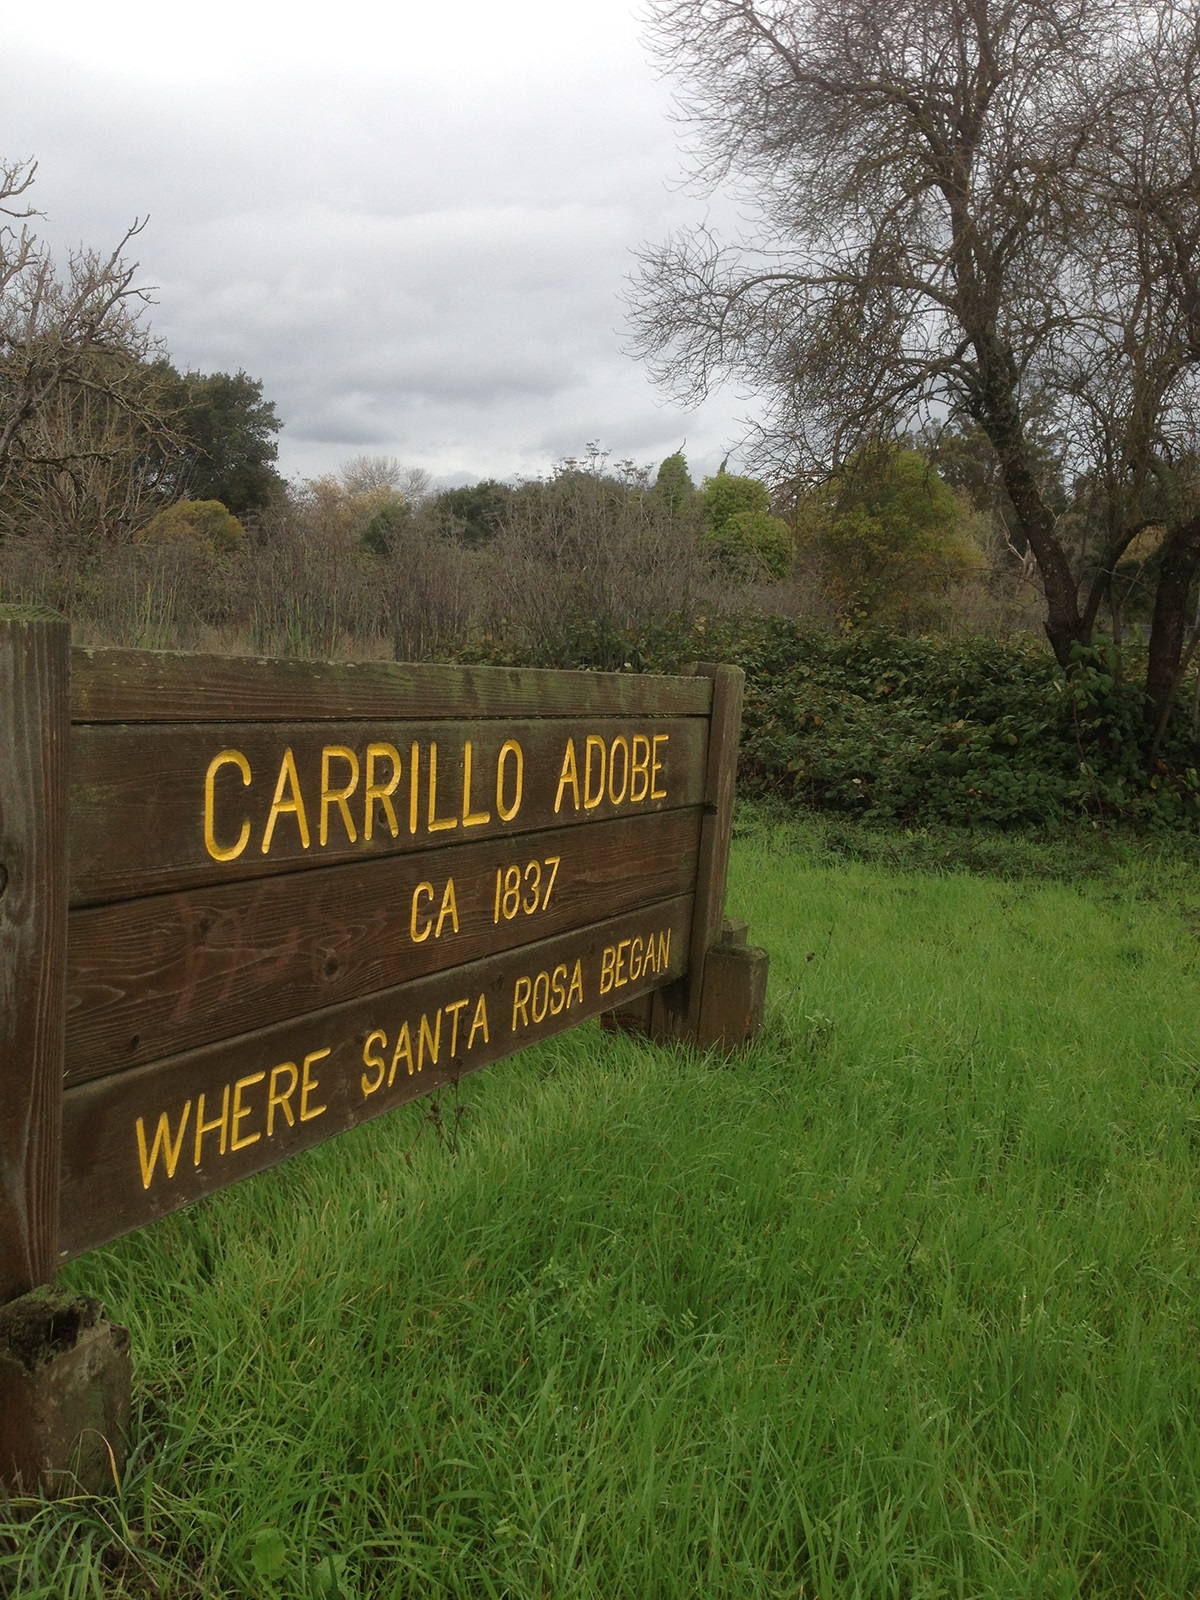 CARRILLO ADOBE
CA 1837
WHERE SANTA ROSA BEGAN